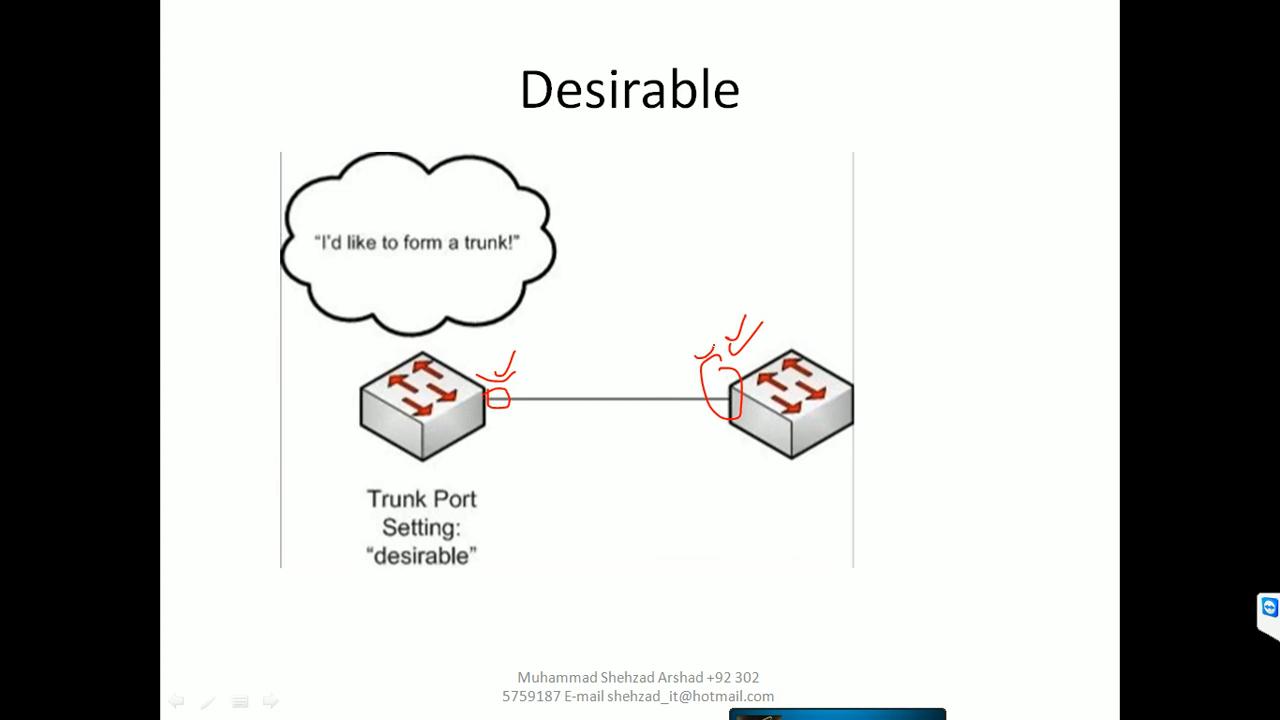 Desirable
“I’d like to form a trunk!”
Trunk Port
Setting:
“desirable”
Muhammad Shehzad Arshad +92 302
5759187 E-mail shehzad_it@hotmail.com